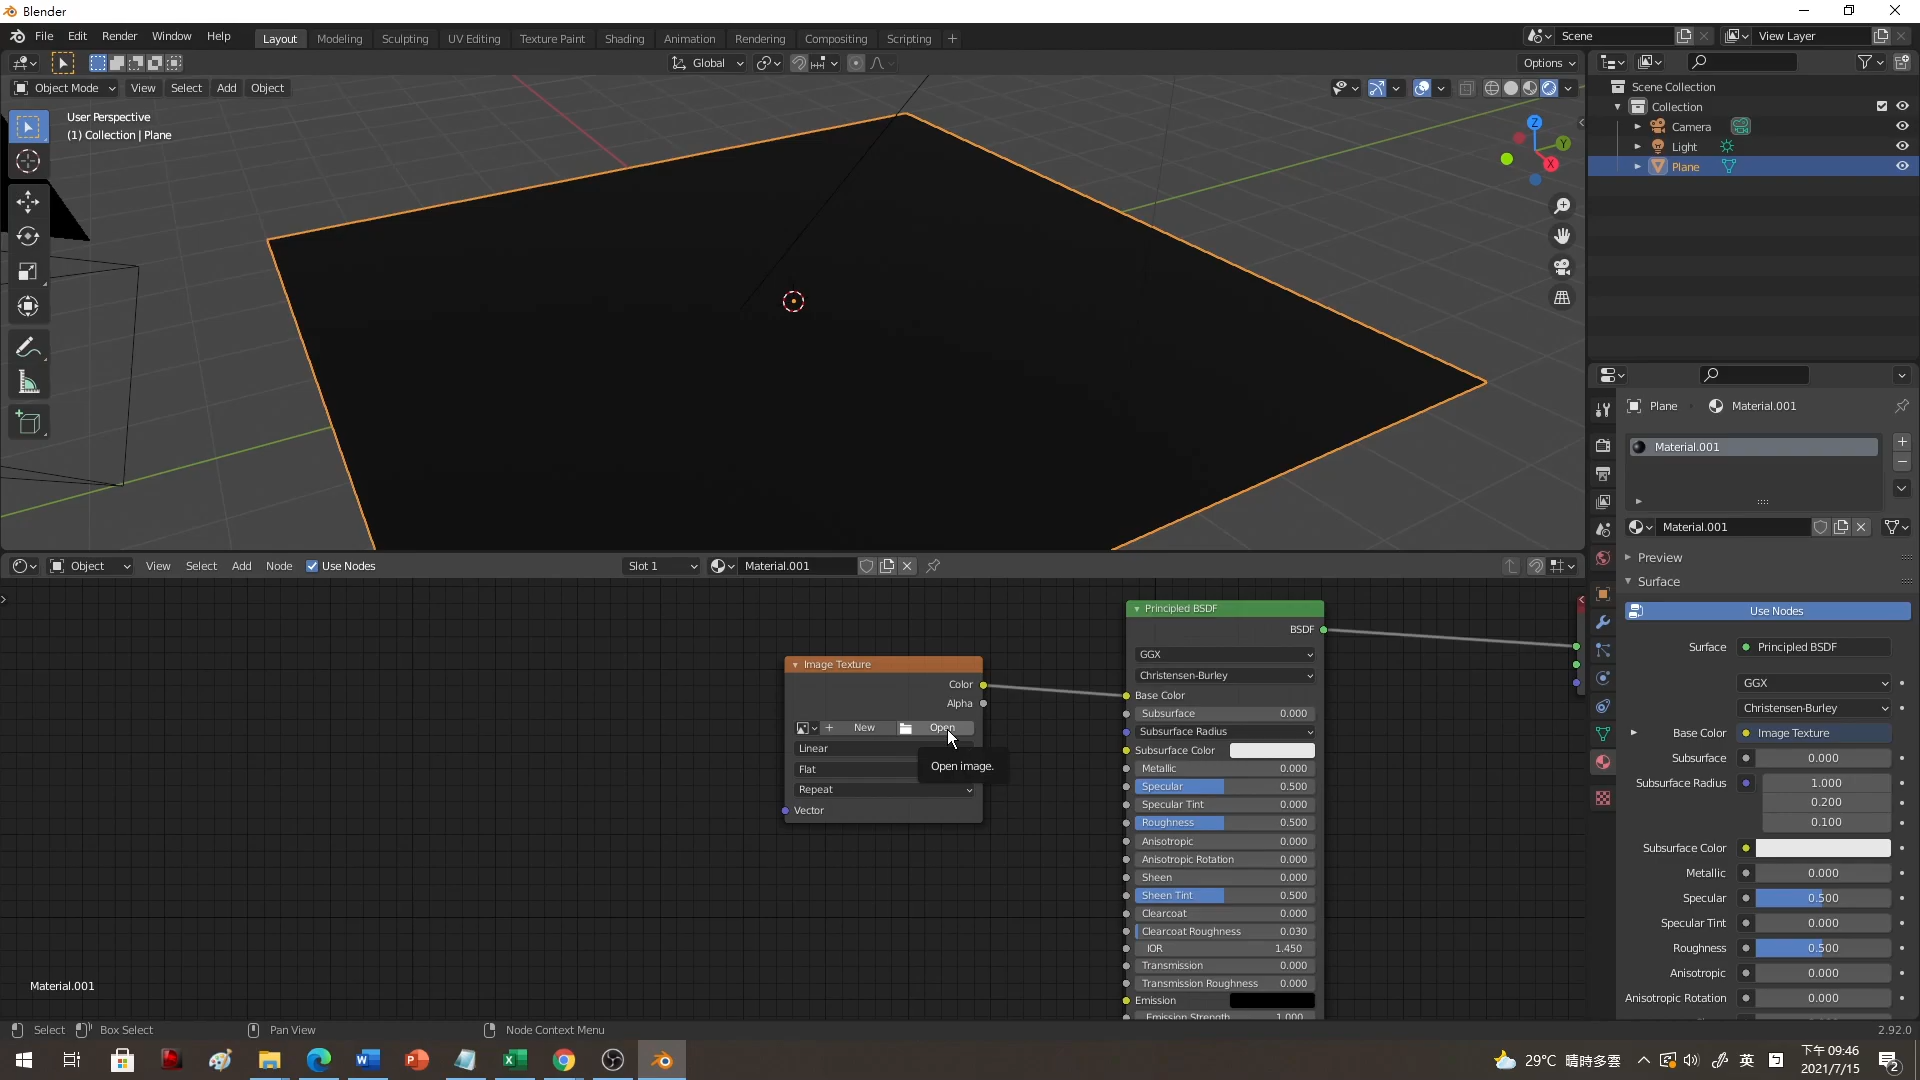 Blender
File Edit Render Window Help Layout Modeling Sculpting UV Editing Texture Paint Shading Animation Rendering Compositing Scripting + Scene View Layer
Global Options
Object Mode View Select Add Object
User Perspective
(1) Collection | Plane
Z
Y
X
Scene Collection
Collection
Camera
Light
Plane
Plane Material.001
Material.001
Material.001
Preview
Surface
Use Nodes
Surface Principled BSDF
GGX
Christensen-Burley
Base Color Image Texture
Subsurface 0.000
Subsurface Radius 1.000
0.200
0.100
Subsurface Color
Metallic 0.000
Specular 0.500
Specular Tint 0.000
Roughness 0.500
Anisotropic 0.000
Anisotropic Rotation 0.000
Object View Select Add Node Use Nodes Slot 1 Material.001
Image Texture
Color
Alpha
New Open
Linear
Flat
Repeat
Vector
Open image.
Principled BSDF
BSDF
GGX
Christensen-Burley
Base Color
Subsurface 0.000
Subsurface Radius
Subsurface Color
Metallic 0.000
Specular 0.500
Specular Tint 0.000
Roughness 0.500
Anisotropic 0.000
Anisotropic Rotation 0.000
Sheen 0.000
Sheen Tint 0.500
Clearcoat 0.000
Clearcoat Roughness 0.030
IOR 1.450
Transmission 0.000
Transmission Roughness 0.000
Emission
Emission Strength 1.000
Material.001
Select Box Select Pan View Node Context Menu 2.92.0
29°C 晴時多雲 英 下午 09:46
2021/7/15
2